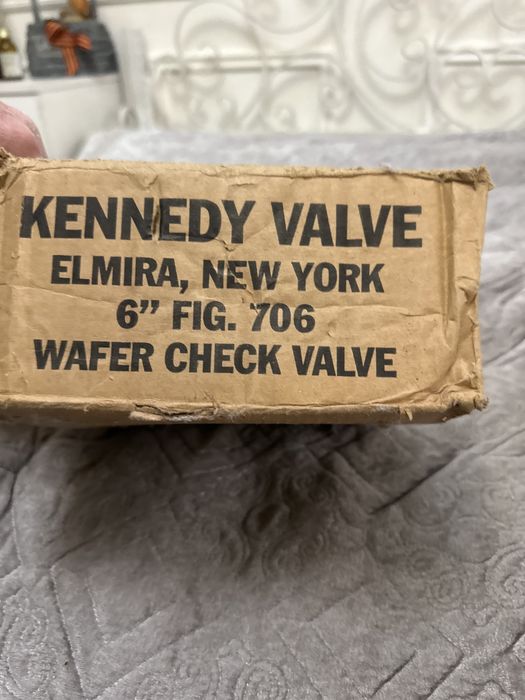 KENNEDY VALVE
ELMIRA, NEW YORK
6” FIG. 706
WAFER CHECK VALVE